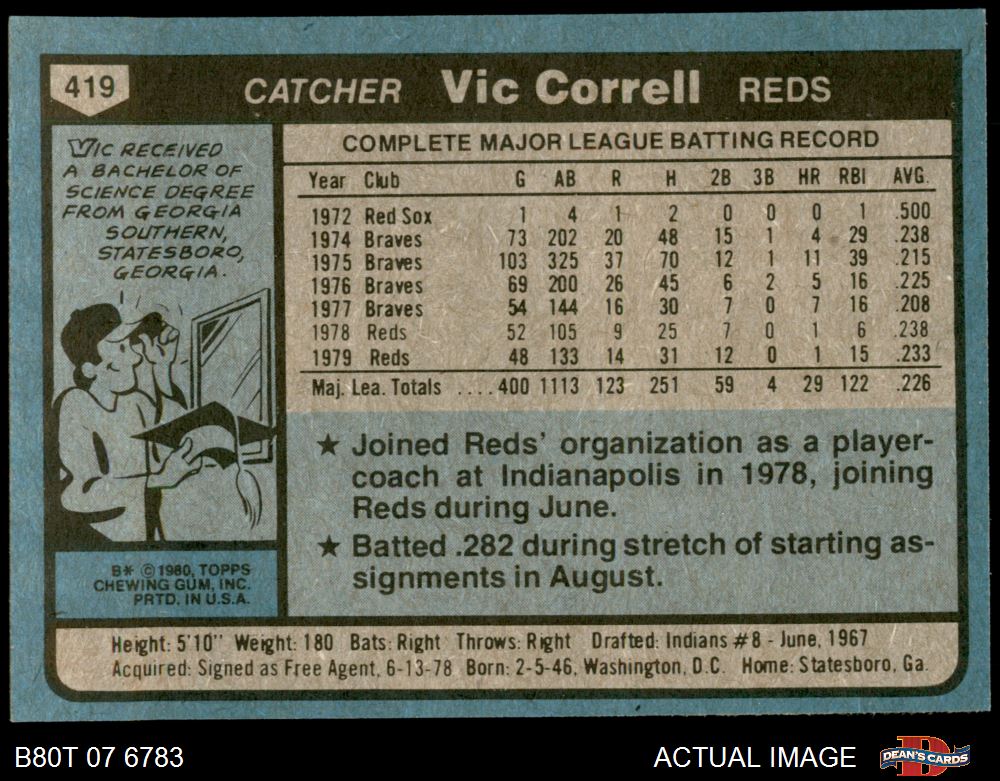 419
CATCHER Vic Correll REDS
VIC RECEIVED
A BACHELOR OF
SCIENCE DEGREE
FROM GEORGIA
SOUTHERN,
STATESBORO,
GEORGIA.
B* ©1980, TOPPS
CHEWING GUM, INC.
PRTD. IN U.S.A.
COMPLETE MAJOR LEAGUE BATTING RECORD
Year Club G AB R H 2B 3B HR RBI AVG.
1972 Red Sox 1 4 1 2 0 0 0 1 .500
1974 Braves 73 202 20 48 15 1 4 29 .238
1975 Braves 103 325 37 70 12 1 11 39 .215
1976 Braves 69 200 26 45 6 2 5 16 .225
1977 Braves 54 144 16 30 7 0 7 16 .208
1978 Reds 52 105 9 25 7 0 1 6 .238
1979 Reds 48 133 14 31 12 0 1 15 .233
Maj. Lea. Totals ....400 1113 123 251 59 4 29 122 .226
★ Joined Reds' organization as a player-
coach at Indianapolis in 1978, joining
Reds during June.
★ Batted .282 during stretch of starting as-
signments in August.
Height: 5'10" Weight: 180 Bats: Right Throws: Right Drafted: Indians #8 - June, 1967
Acquired: Signed as Free Agent, 6-13-78 Born: 2-5-46, Washington, D.C. Home: Statesboro, Ga.
B80T 07 6783
ACTUAL IMAGE
DEAN'S CARDS